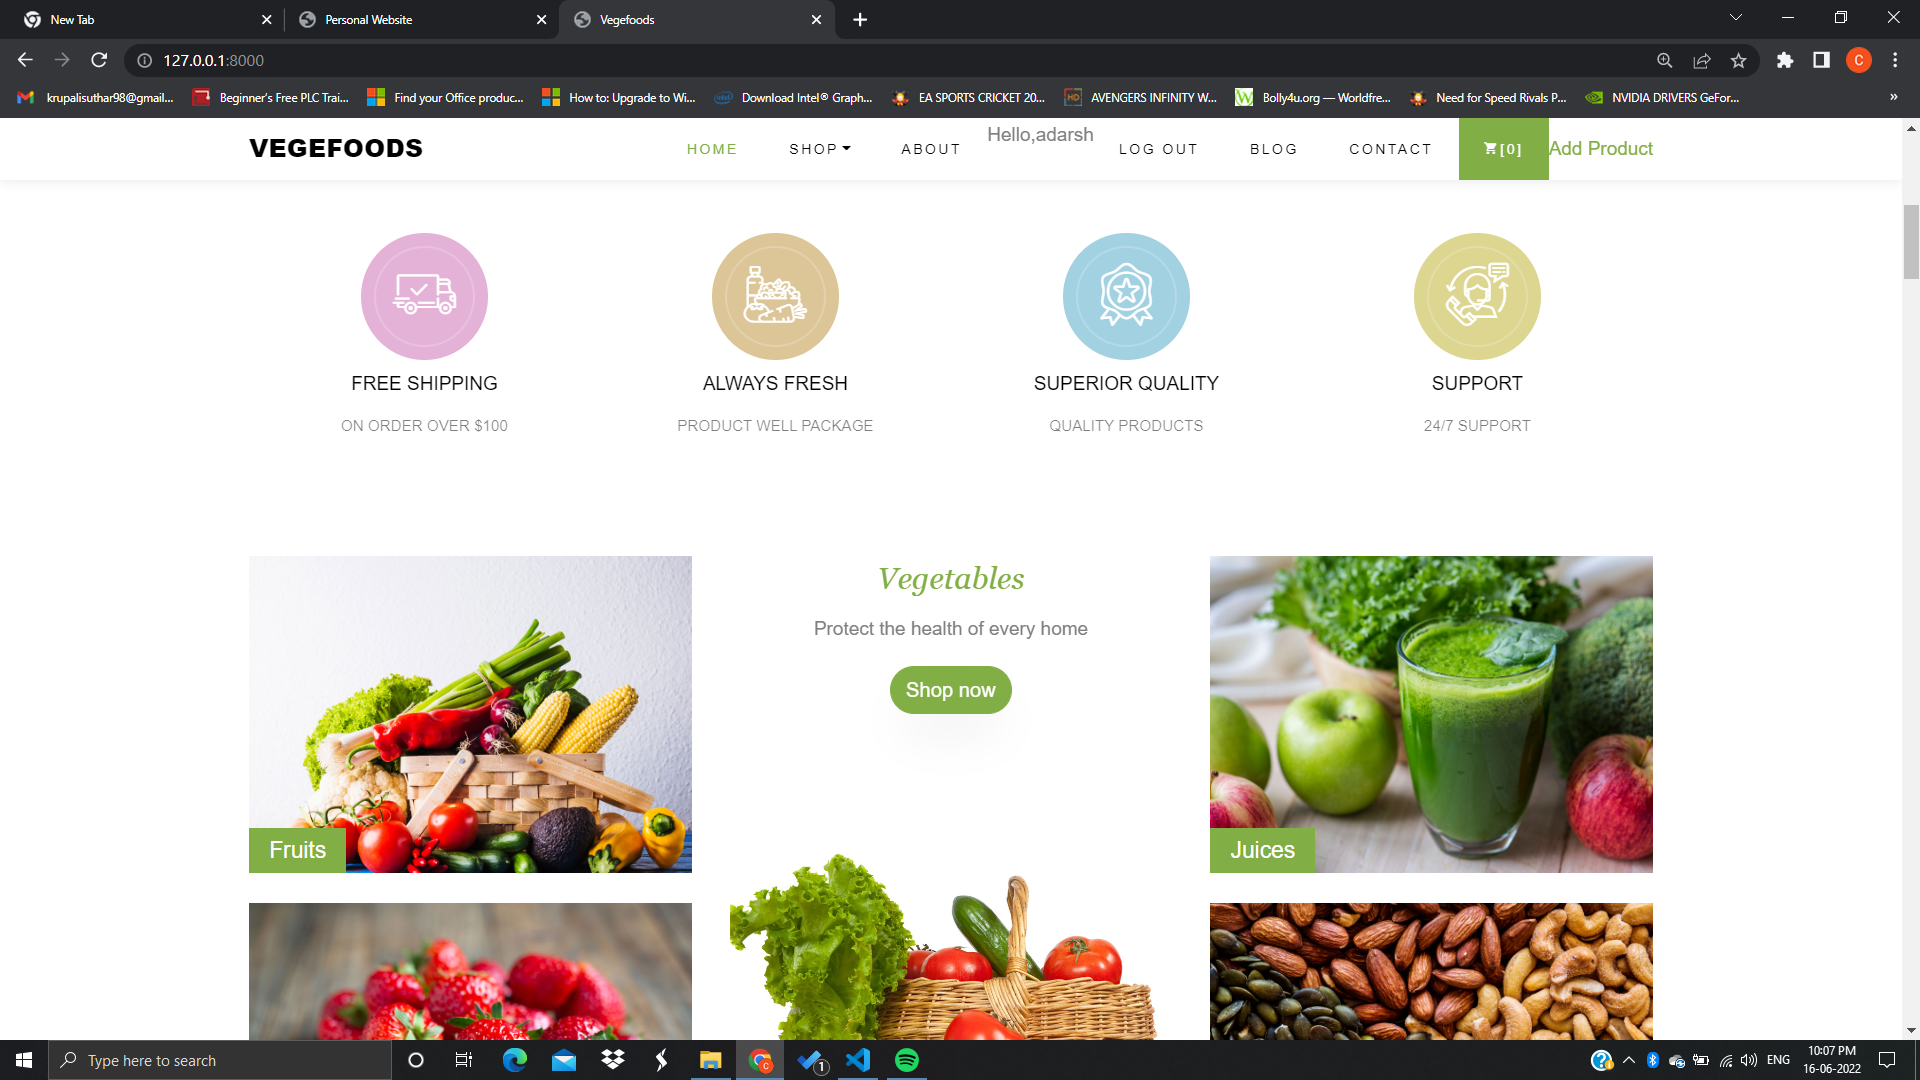 New Tab
Personal Website
Vegefoods
127.0.0.1:8000
C
krupalisuthar98@gmail...
Beginner's Free PLC Trai...
Find your Office produc...
How to: Upgrade to Wi...
Download Intel® Graph...
EA SPORTS CRICKET 20...
AVENGERS INFINITY W...
Bolly4u.org — Worldfre...
Need for Speed Rivals P...
NVIDIA DRIVERS GeFor...
»
VEGEFOODS
HOME
SHOP
ABOUT
Hello,adarsh
LOG OUT
BLOG
CONTACT
[0]
Add Product
FREE SHIPPING
ALWAYS FRESH
SUPERIOR QUALITY
SUPPORT
ON ORDER OVER $100
PRODUCT WELL PACKAGE
QUALITY PRODUCTS
24/7 SUPPORT
Vegetables
Protect the health of every home
Shop now
Fruits
Juices
Type here to search
1
ENG
10:07 PM
16-06-2022